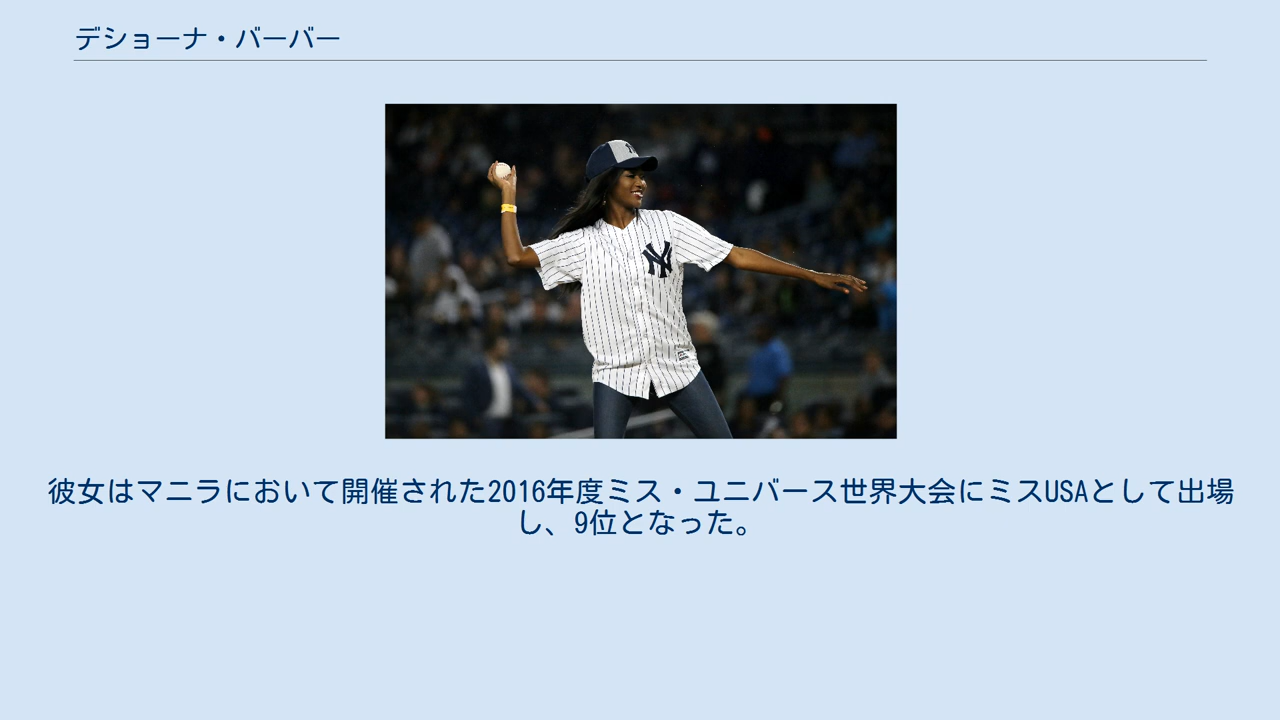 デショーナ・バーバー
NY
彼女はマニラにおいて開催された2016年度ミス・ユニバース世界大会にミスUSAとして出場
し、9位となった。